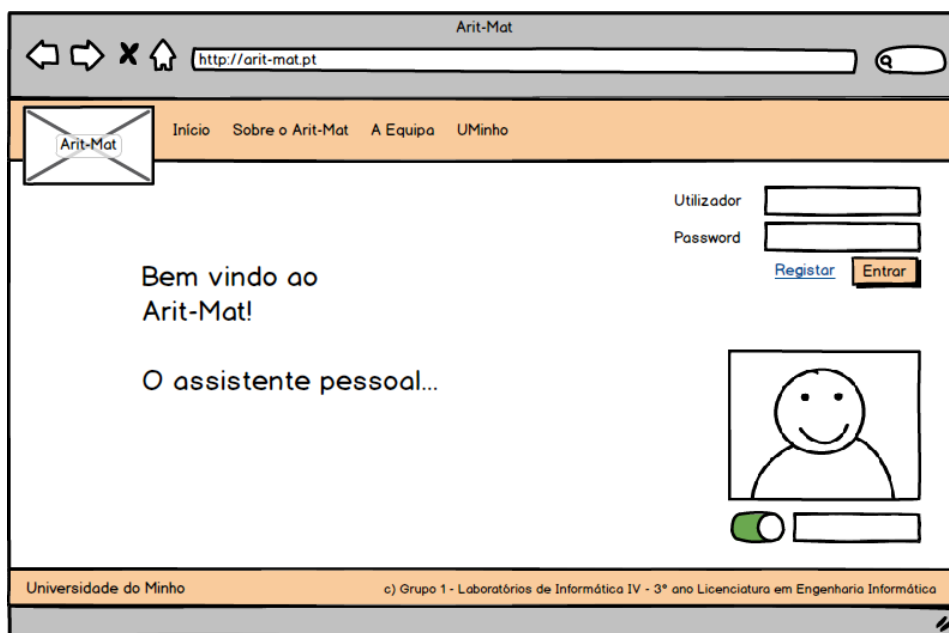 Arit-Mat
http://arit-mat.pt
Arit-Mat
Início Sobre o Arit-Mat A Equipa UMinho
Utilizador
Password
Registar Entrar
Bem vindo ao
Arit-Mat!
O assistente pessoal...
Universidade do Minho
c) Grupo 1 - Laboratórios de Informática IV - 3º ano Licenciatura em Engenharia Informática